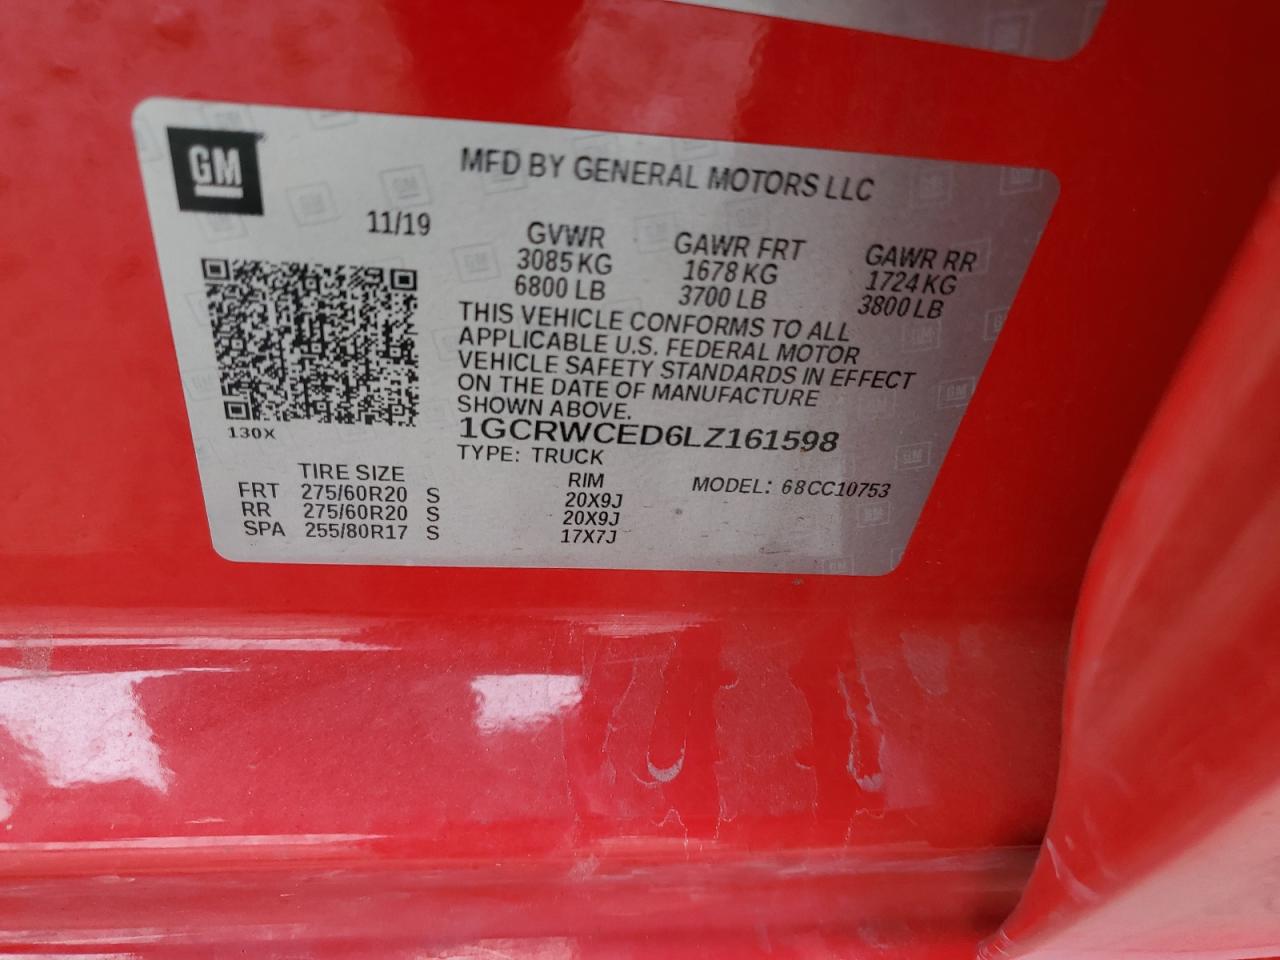 GM
MFD BY GENERAL MOTORS LLC
11/19
GVWR GAWR FRT GAWR RR
3085 KG 1678 KG 1724 KG
6800 LB 3700 LB 3800 LB
THIS VEHICLE CONFORMS TO ALL
APPLICABLE U.S. FEDERAL MOTOR
VEHICLE SAFETY STANDARDS IN EFFECT
ON THE DATE OF MANUFACTURE
SHOWN ABOVE.
130X
1GCRWCED6LZ161598
TYPE: TRUCK
TIRE SIZE RIM MODEL: 68CC10753
FRT 275/60R20 S 20X9J
RR 275/60R20 S 20X9J
SPA 255/80R17 S 17X7J